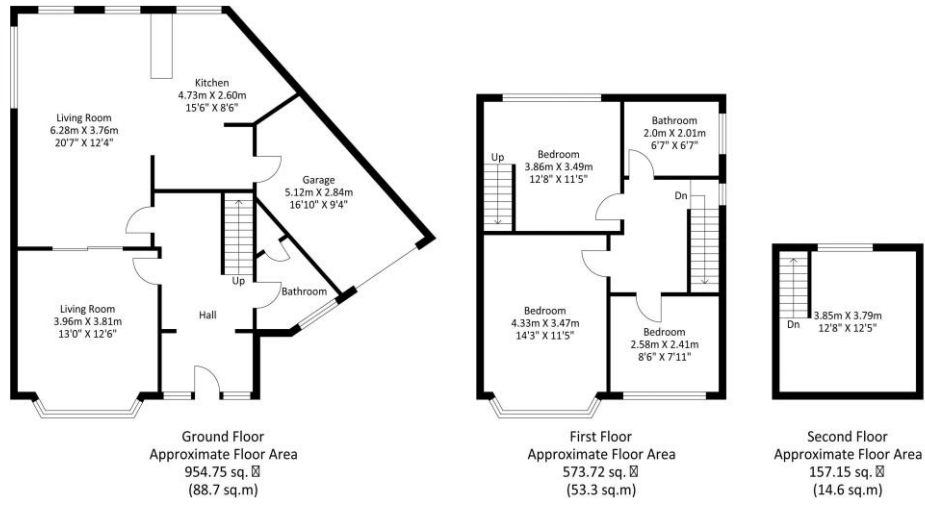 Kitchen
4.73m X 2.60m
15'6" X 8'6"
Living Room
6.28m X 3.76m
20'7" X 12'4"
Garage
5.12m X 2.84m
16'10" X 9'4"
Up
Bathroom
Hall
Living Room
3.96m X 3.81m
13'0" X 12'6"
Ground Floor
Approximate Floor Area
954.75 sq. 
(88.7 sq.m)
Bathroom
2.0m X 2.01m
6'7" X 6'7"
Up
Bedroom
3.86m X 3.49m
12'8" X 11'5"
Dn
Bedroom
4.33m X 3.47m
14'3" X 11'5"
Bedroom
2.58m X 2.41m
8'6" X 7'11"
First Floor
Approximate Floor Area
573.72 sq. 
(53.3 sq.m)
3.85m X 3.79m
12'8" X 12'5"
Dn
Second Floor
Approximate Floor Area
157.15 sq. 
(14.6 sq.m)